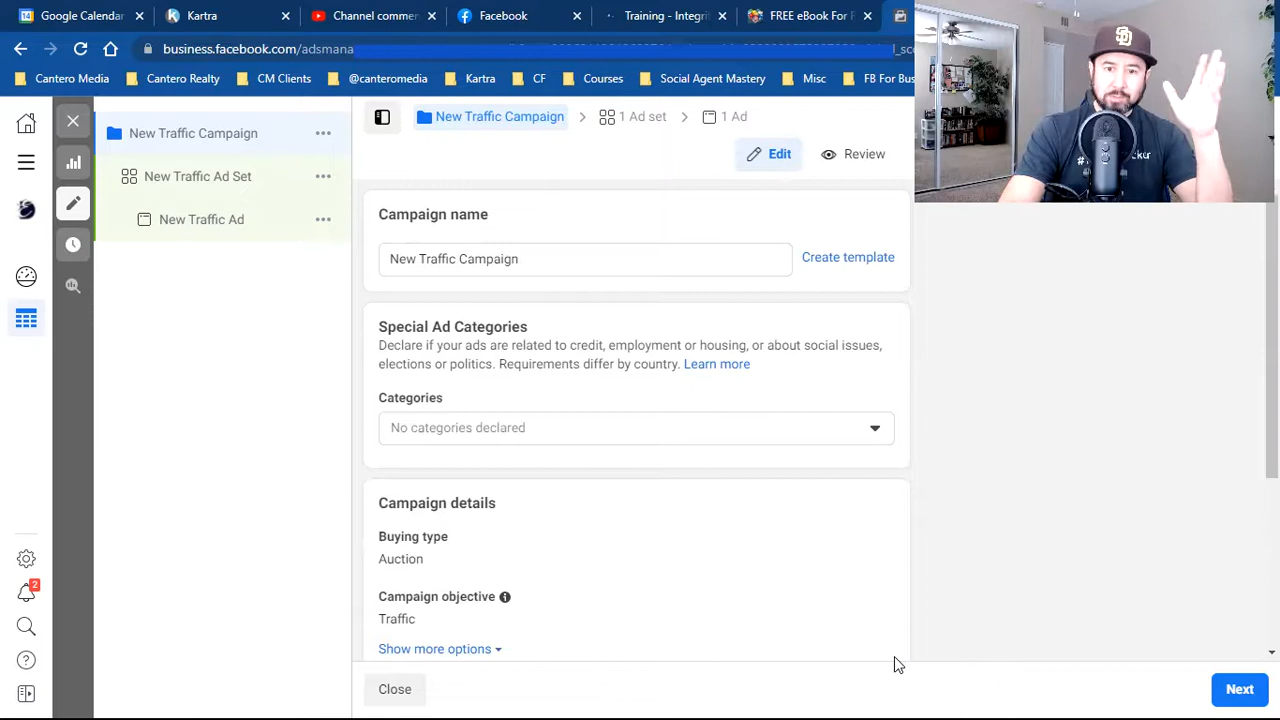 Google Calendar
Kartra
Channel commer
Facebook
Training - Integri
FREE eBook For F
business.facebook.com/adsmana
Cantero Media
Cantero Realty
CM Clients
@canteromedia
Kartra
CF
Courses
Social Agent Mastery
Misc
FB For Bus
New Traffic Campaign
New Traffic Ad Set
New Traffic Ad
New Traffic Campaign
1 Ad set
1 Ad
Edit
Review
Campaign name
New Traffic Campaign
Create template
Special Ad Categories
Declare if your ads are related to credit, employment or housing, or about social issues,
elections or politics. Requirements differ by country. Learn more
Categories
No categories declared
Campaign details
Buying type
Auction
Campaign objective
Traffic
Show more options
2
Close
Next
SD